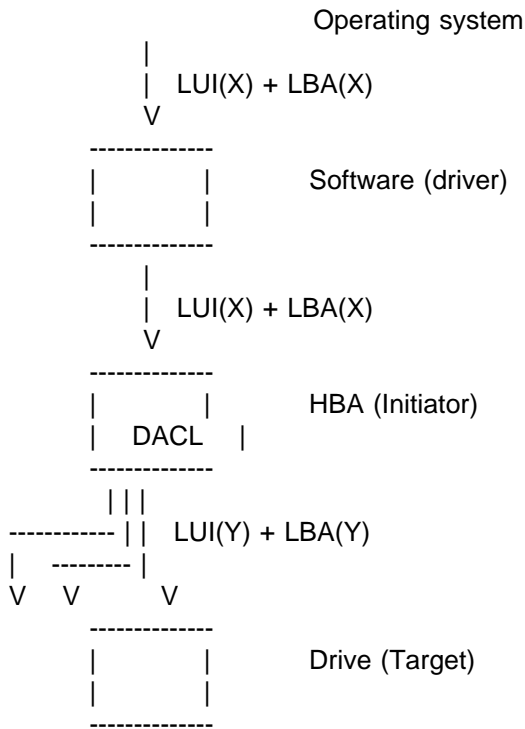 Operating system
LUI(X) + LBA(X)
V
Software (driver)
LUI(X) + LBA(X)
V
HBA (Initiator)
DACL
LUI(Y) + LBA(Y)
V V V
Drive (Target)